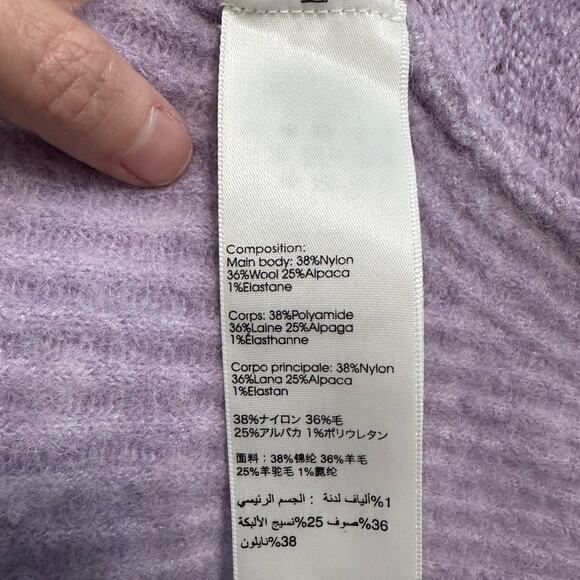 Composition:
Main body: 38%Nylon
36%Wool 25%Alpaca
1%Elastane
Corps: 38%Polyamide
36%Laine 25%Alpaga
1%Élasthanne
Corpo principale: 38%Nylon
36%Lana 25%Alpaca
1%Elastan
38%ナイロン 36%毛
25%アルパカ 1%ポリウレタン
面料：38%锦纶 36%羊毛
25%羊驼毛 1%氨纶
1%ألياف لدنة : الجسم الرئيسي
36%صوف 25%نسيج الألبكة
38%نايلون